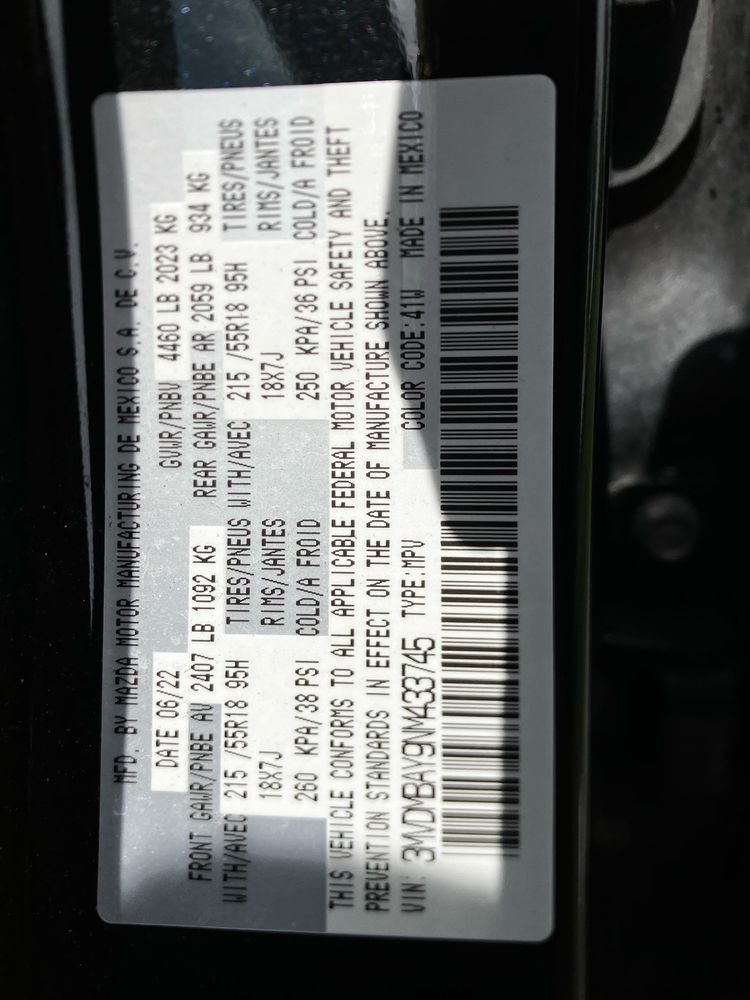 MFD. BY MAZDA MOTOR MANUFACTURING DE MEXICO S.A. DE C.V.
DATE 06/22 GVWR/PNBV 4460 LB 2023 KG
FRONT GAWR/PNBE AV 2407 LB 1092 KG REAR GAWR/PNBE AR 2059 LB 934 KG
WITH/AVEC 215 /55R18 95H TIRES/PNEUS WITH/AVEC 215 /55R18 95H TIRES/PNEUS
18X7J RIMS/JANTES 18X7J RIMS/JANTES
260 KPA/38 PSI COLD/A FROID 250 KPA/36 PSI COLD/A FROID
THIS VEHICLE CONFORMS TO ALL APPLICABLE FEDERAL MOTOR VEHICLE SAFETY AND THEFT
PREVENTION STANDARDS IN EFFECT ON THE DATE OF MANUFACTURE SHOWN ABOVE.
VIN: 3MVDMBAY9NM433745 TYPE:MPV COLOR CODE:41W MADE IN MEXICO